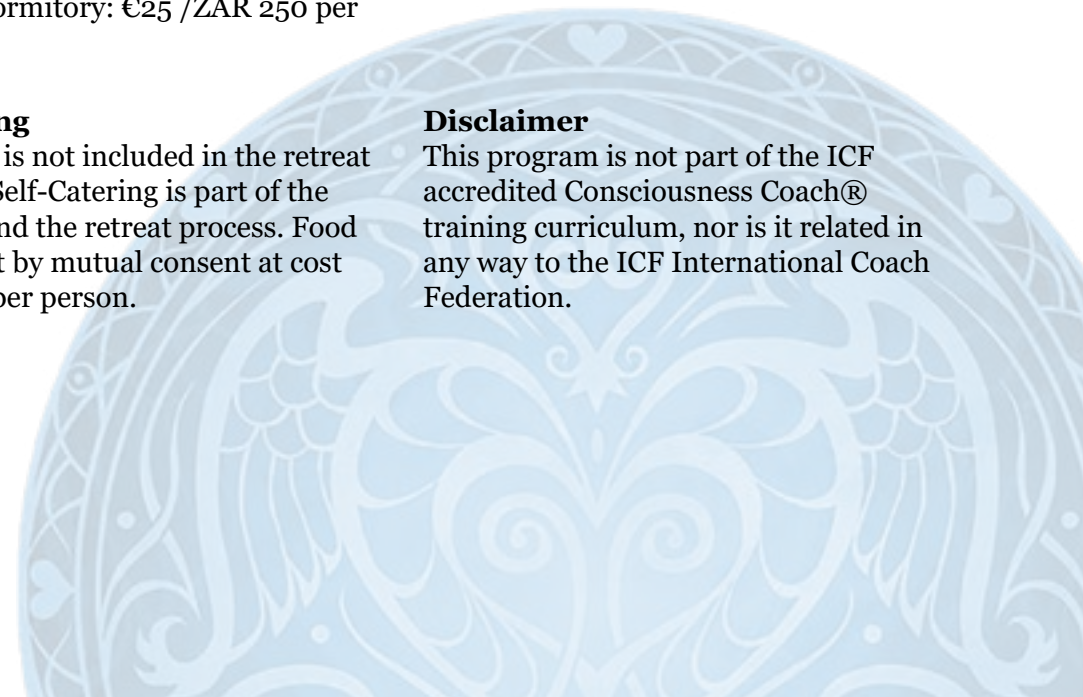 ormitory: €25 /ZAR 250 per
ng
is not included in the retreat
Self-Catering is part of the
nd the retreat process. Food
t by mutual consent at cost
per person.
Disclaimer
This program is not part of the ICF
accredited Consciousness Coach®
training curriculum, nor is it related in
any way to the ICF International Coach
Federation.